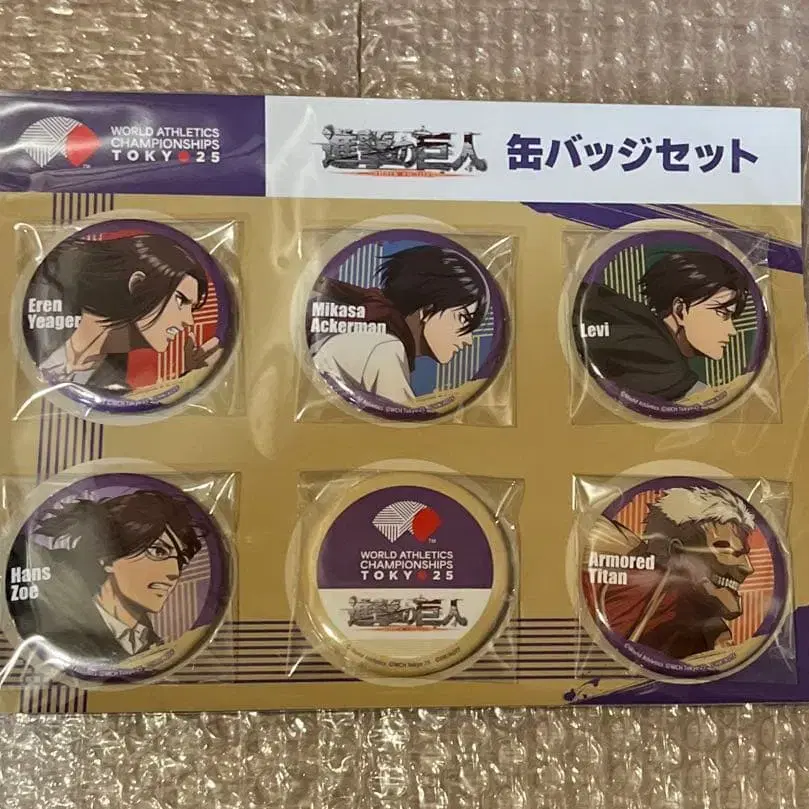 WORLD ATHLETICS
CHAMPIONSHIPS
TOKYO 25
進撃の巨人
缶バッジセット
Eren
Yeager
Mikasa
Ackerman
Levi
Hans
Zoe
WORLD ATHLETICS
CHAMPIONSHIPS
TOKYO 25
進撃の巨人
Armored
Titan